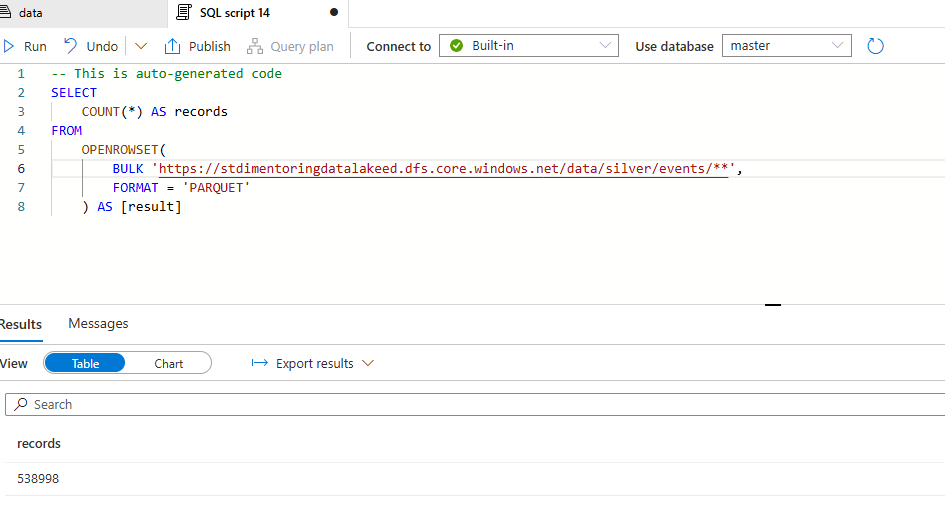 data
SQL script 14
Run Undo Publish Query plan Connect to Built-in Use database master
1 -- This is auto-generated code
2 SELECT
3 COUNT(*) AS records
4 FROM
5 OPENROWSET(
6 BULK 'https://stdimentoringdatalakeed.dfs.core.windows.net/data/silver/events/**',
7 FORMAT = 'PARQUET'
8 ) AS [result]
Results Messages
View Table Chart Export results
Search
records
538998